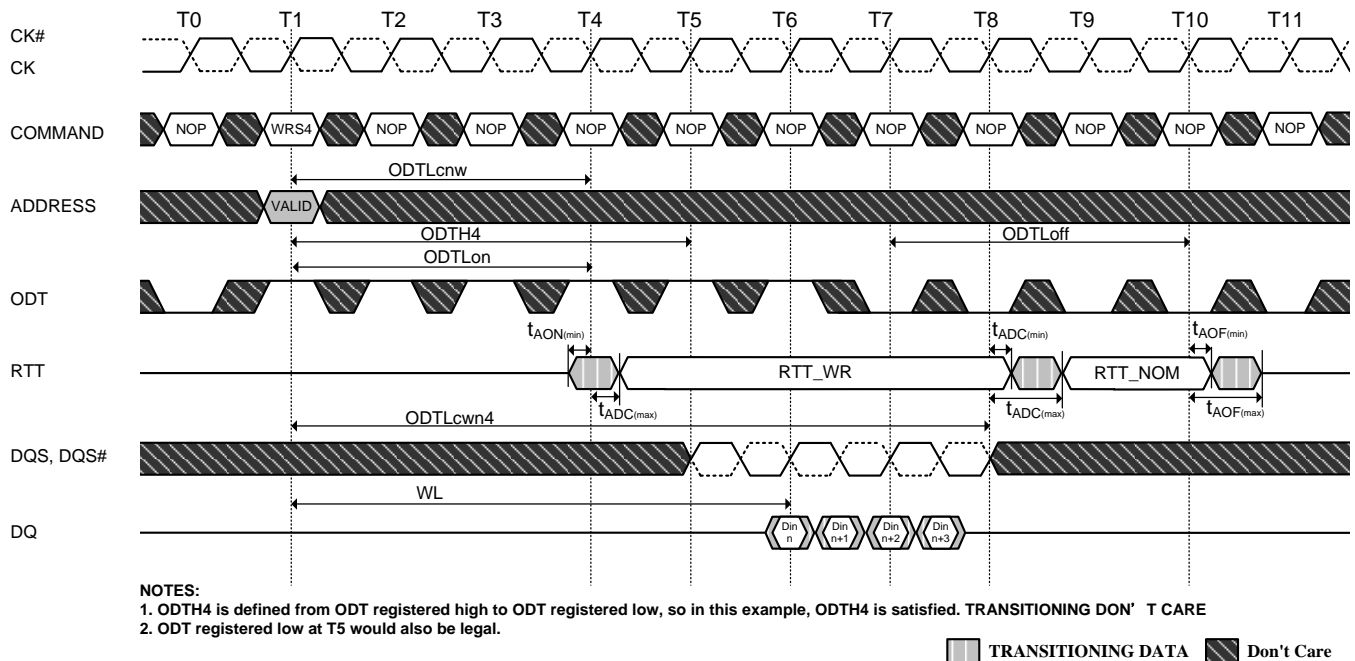 T0 T1 T2 T3 T4 T5 T6 T7 T8 T9 T10 T11
CK#
CK
COMMAND NOP WRS4 NOP NOP NOP NOP NOP NOP NOP NOP NOP NOP
ODTLcnw
ADDRESS VALID
ODTH4 ODTLoff
ODTLon
ODT
tAON(min) tADC(min) tAOF(min)
RTT RTT_WR RTT_NOM
tADC(max) tADC(max) tAOF(max)
ODTLcwn4
DQS, DQS#
WL
DQ Din n Din n+1 Din n+2 Din n+3
NOTES:
1. ODTH4 is defined from ODT registered high to ODT registered low, so in this example, ODTH4 is satisfied. TRANSITIONING DON' T CARE
2. ODT registered low at T5 would also be legal.
TRANSITIONING DATA Don't Care